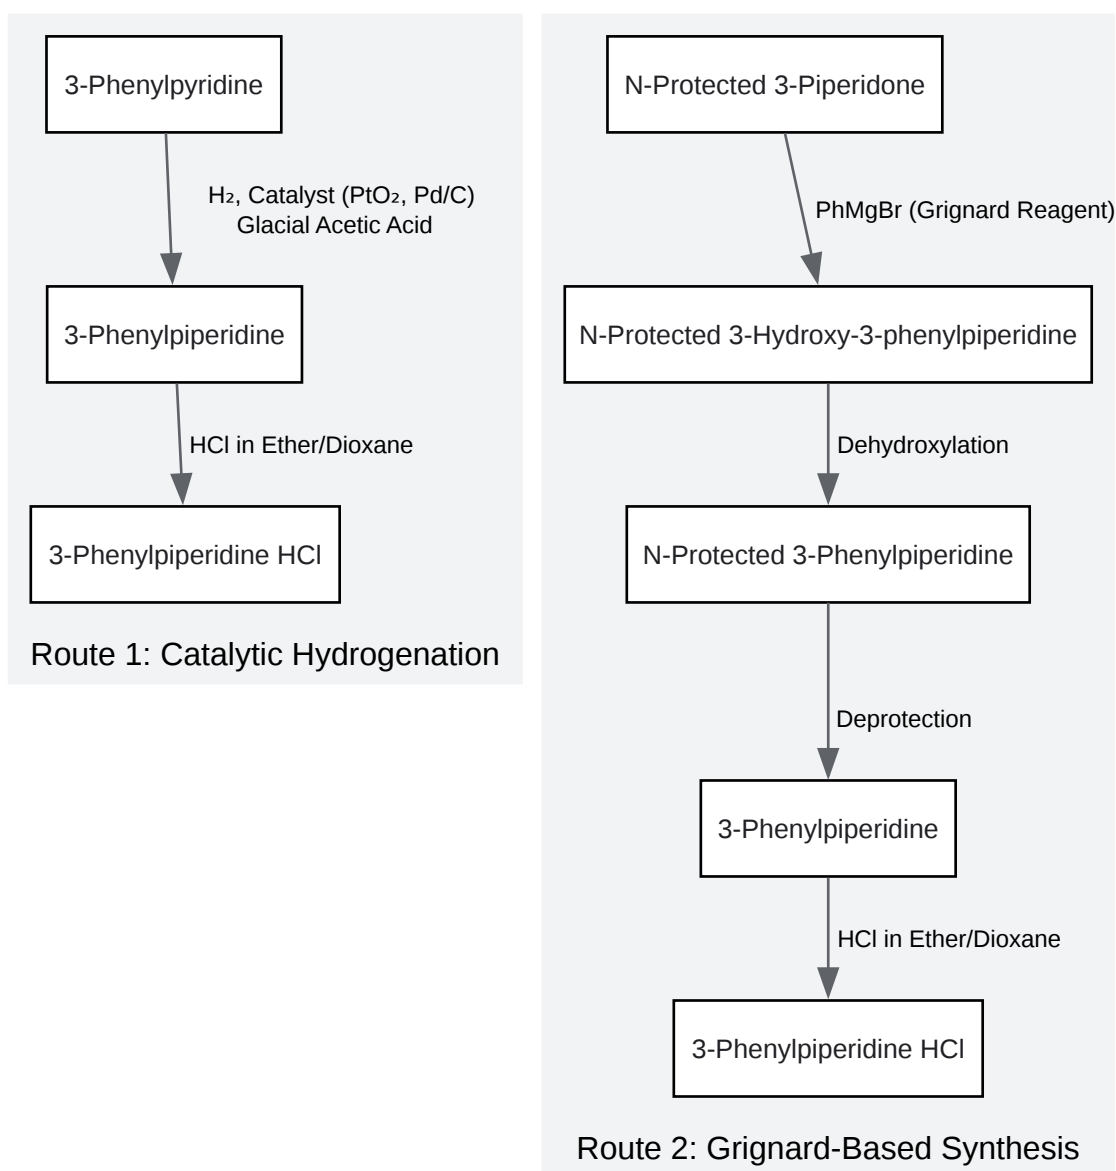 3-Phenylpyridine
H₂, Catalyst (PtO₂, Pd/C)
Glacial Acetic Acid
3-Phenylpiperidine
HCl in Ether/Dioxane
3-Phenylpiperidine HCl
Route 1: Catalytic Hydrogenation
N-Protected 3-Piperidone
PhMgBr (Grignard Reagent)
N-Protected 3-Hydroxy-3-phenylpiperidine
Dehydroxylation
N-Protected 3-Phenylpiperidine
Deprotection
3-Phenylpiperidine
HCl in Ether/Dioxane
3-Phenylpiperidine HCl
Route 2: Grignard-Based Synthesis